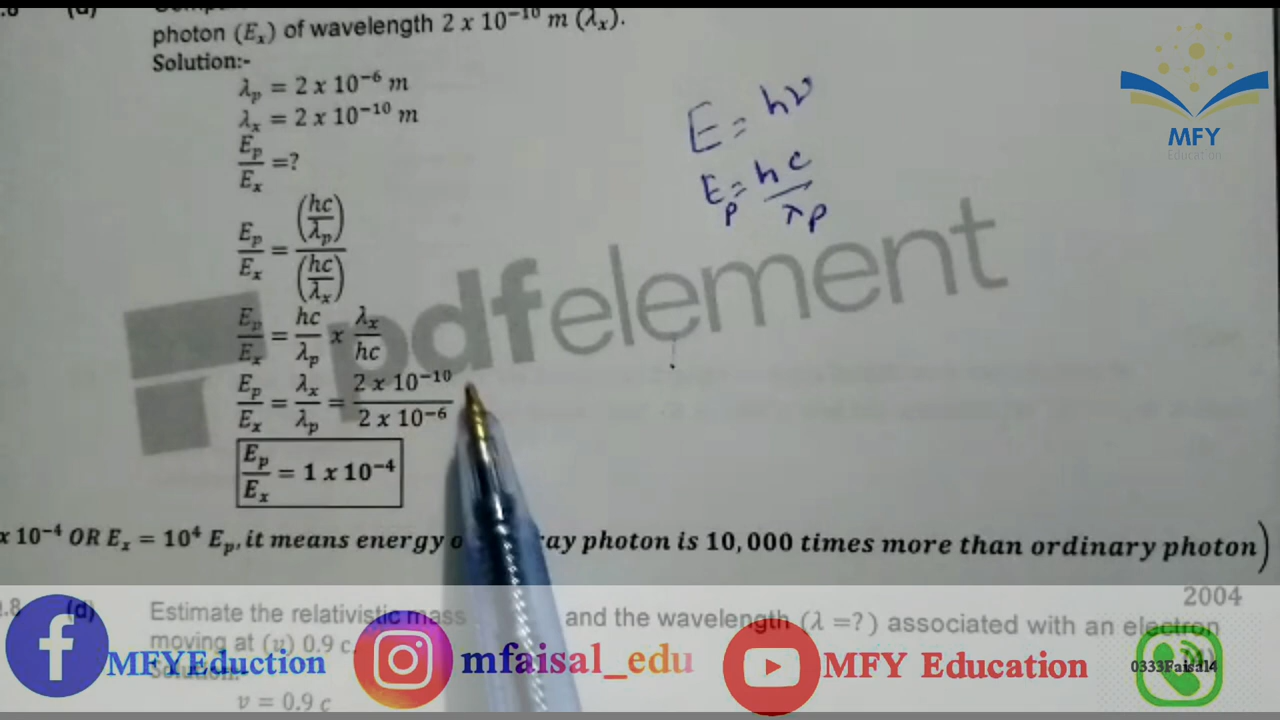 photon (Eₓ) of wavelength 2 x 10⁻¹⁰ m (λₓ).
Solution:-
λₚ = 2 x 10⁻⁶ m
λₓ = 2 x 10⁻¹⁰ m
Eₚ/Eₓ =?
Eₚ/Eₓ = (hc/λₚ)/(hc/λₓ)
Eₚ/Eₓ = hc/λₚ x λₓ/hc
Eₚ/Eₓ = λₓ/λₚ = 2 x 10⁻¹⁰/2 x 10⁻⁶
Eₚ/Eₓ = 1 x 10⁻⁴
x 10⁻⁴ OR Eₓ = 10⁴ Eₚ, it means energy o ray photon is 10,000 times more than ordinary photon)
E = hν
Eₚ = hc/λₚ
pdfelement
MFY
Education
2004
.8 (d) Estimate the relativistic mass and the wavelength (λ =?) associated with an electron
moving at (υ) 0.9 c.
Solution:-
v = 0.9 c
MFYEduction
mfaisal_edu
MFY Education
0333Faisal14